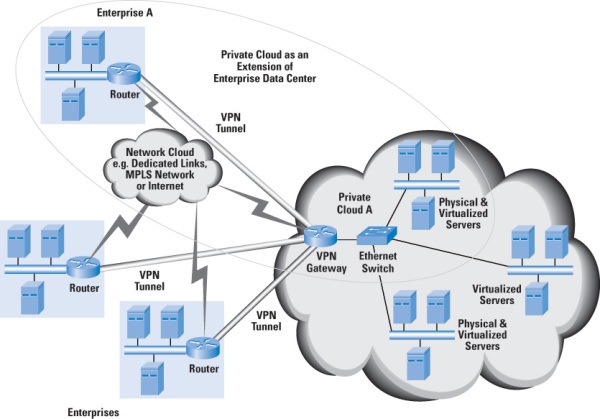 Enterprise A
Private Cloud as an
Extension of
Enterprise Data Center
Router
VPN
Tunnel
Network Cloud
e.g. Dedicated Links,
MPLS Network
or Internet
Private
Cloud A
Physical &
Virtualized
Servers
VPN
Gateway
Ethernet
Switch
Router
VPN
Tunnel
Virtualized
Servers
VPN
Tunnel
Physical &
Virtualized
Servers
Router
Enterprises